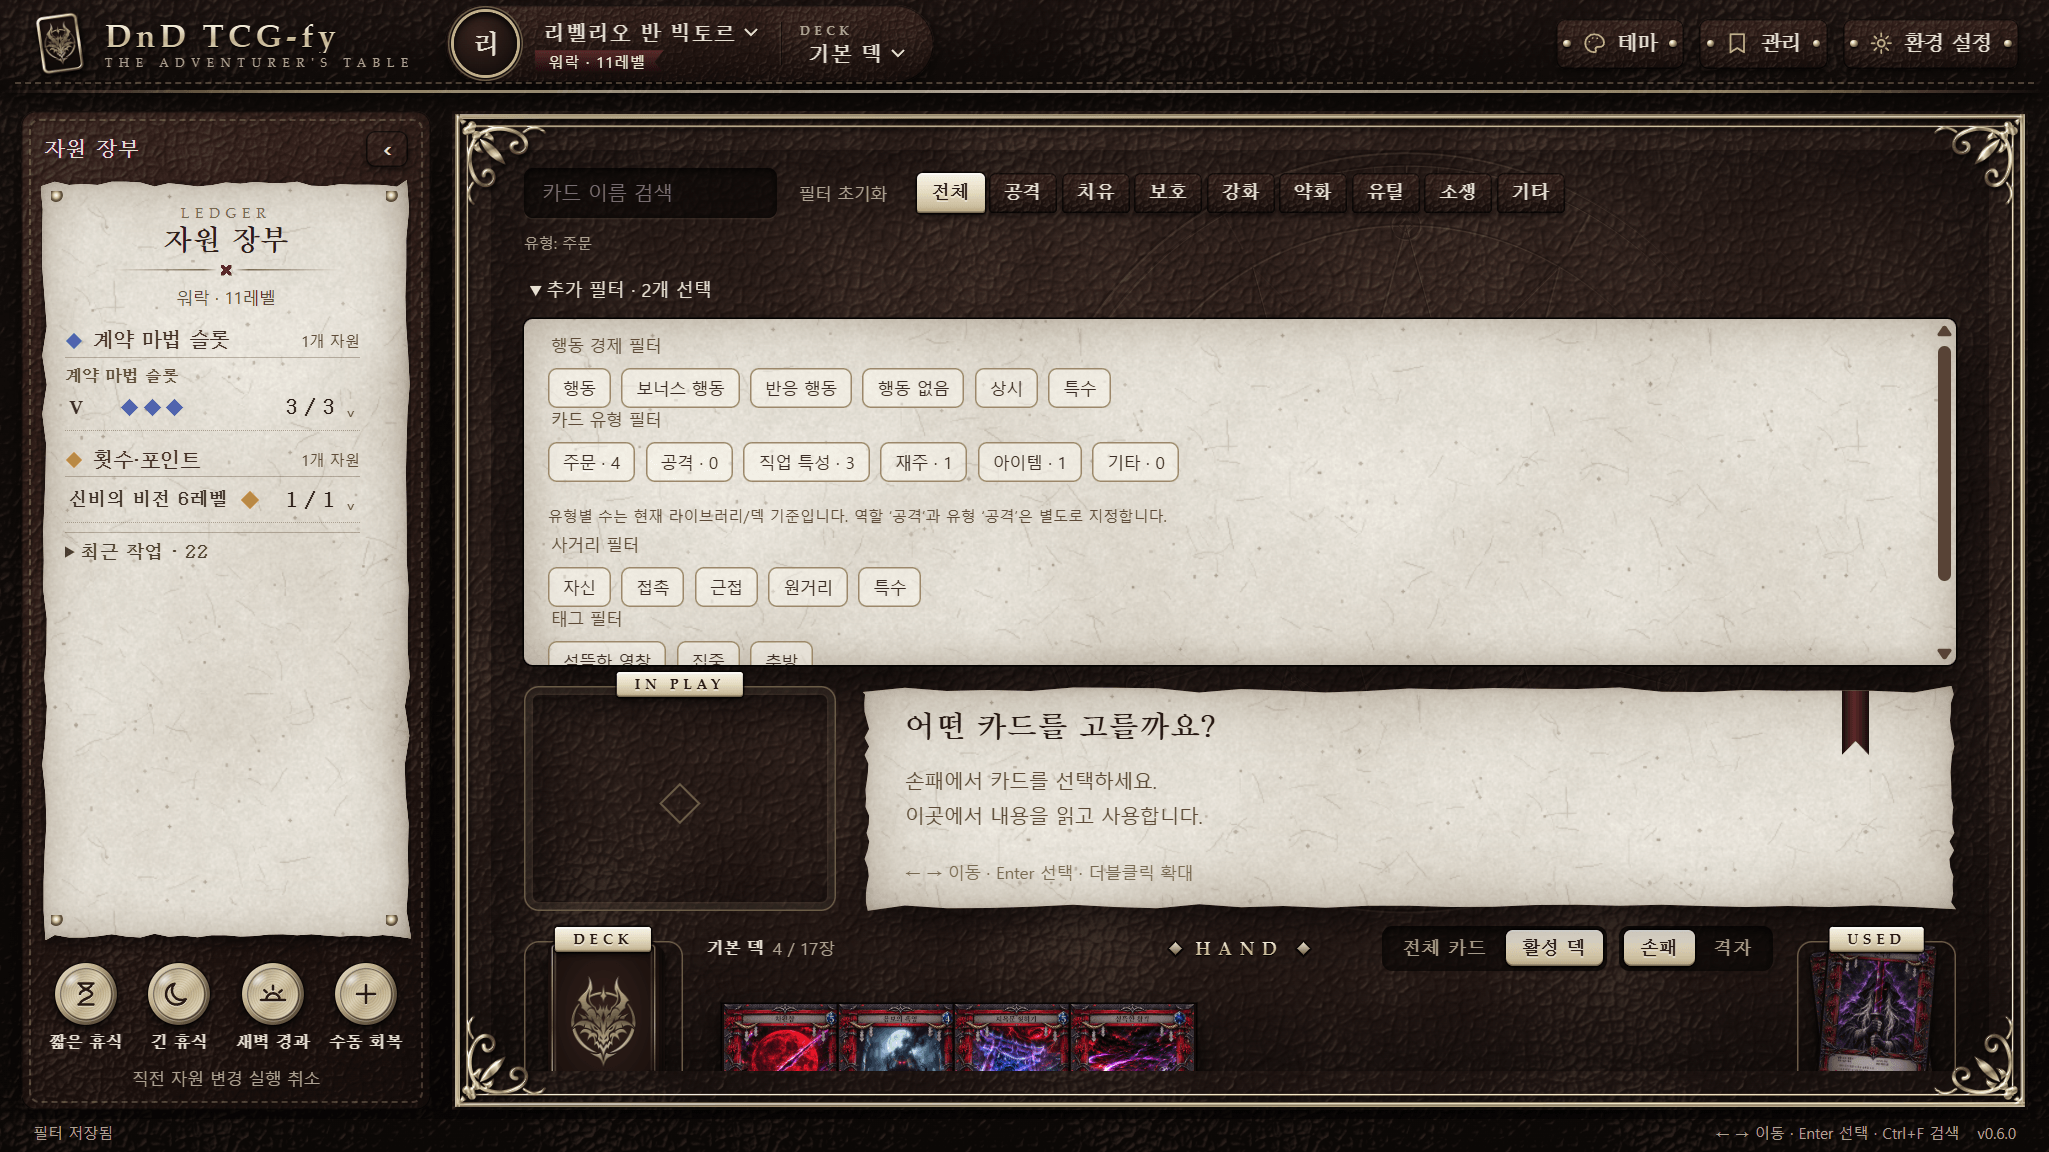 DnD TCG-fy
THE ADVENTURER'S TABLE
리
리벨리오 반 빅토르
워락 · 11레벨
DECK
기본 덱
테마
관리
환경 설정
자원 장부
LEDGER
자원 장부
워락 · 11레벨
계약 마법 슬롯 1개 자원
계약 마법 슬롯
V 3 / 3
횟수·포인트 1개 자원
신비의 비전 6레벨 1 / 1
최근 작업 · 22
짧은 휴식
긴 휴식
새벽 경과
수동 회복
직전 자원 변경 실행 취소
카드 이름 검색
필터 초기화
전체 공격 치유 보호 강화 약화 유틸 소생 기타
유형: 주문
▼ 추가 필터 · 2개 선택
행동 경제 필터
행동 보너스 행동 반응 행동 행동 없음 상시 특수
카드 유형 필터
주문 · 4 공격 · 0 직업 특성 · 3 재주 · 1 아이템 · 1 기타 · 0
유형별 수는 현재 라이브러리/덱 기준입니다. 역할 ‘공격’과 유형 ‘공격’은 별도로 지정합니다.
사거리 필터
자신 접촉 근접 원거리 특수
태그 필터
섬뜩한 영창 집중 추방
IN PLAY
어떤 카드를 고를까요?
손패에서 카드를 선택하세요.
이곳에서 내용을 읽고 사용합니다.
← → 이동 · Enter 선택 · 더블클릭 확대
DECK
기본 덱 4 / 17장
HAND
전체 카드 활성 덱
손패 격자
USED
필터 저장됨
← → 이동 · Enter 선택 · Ctrl+F 검색 v0.6.0